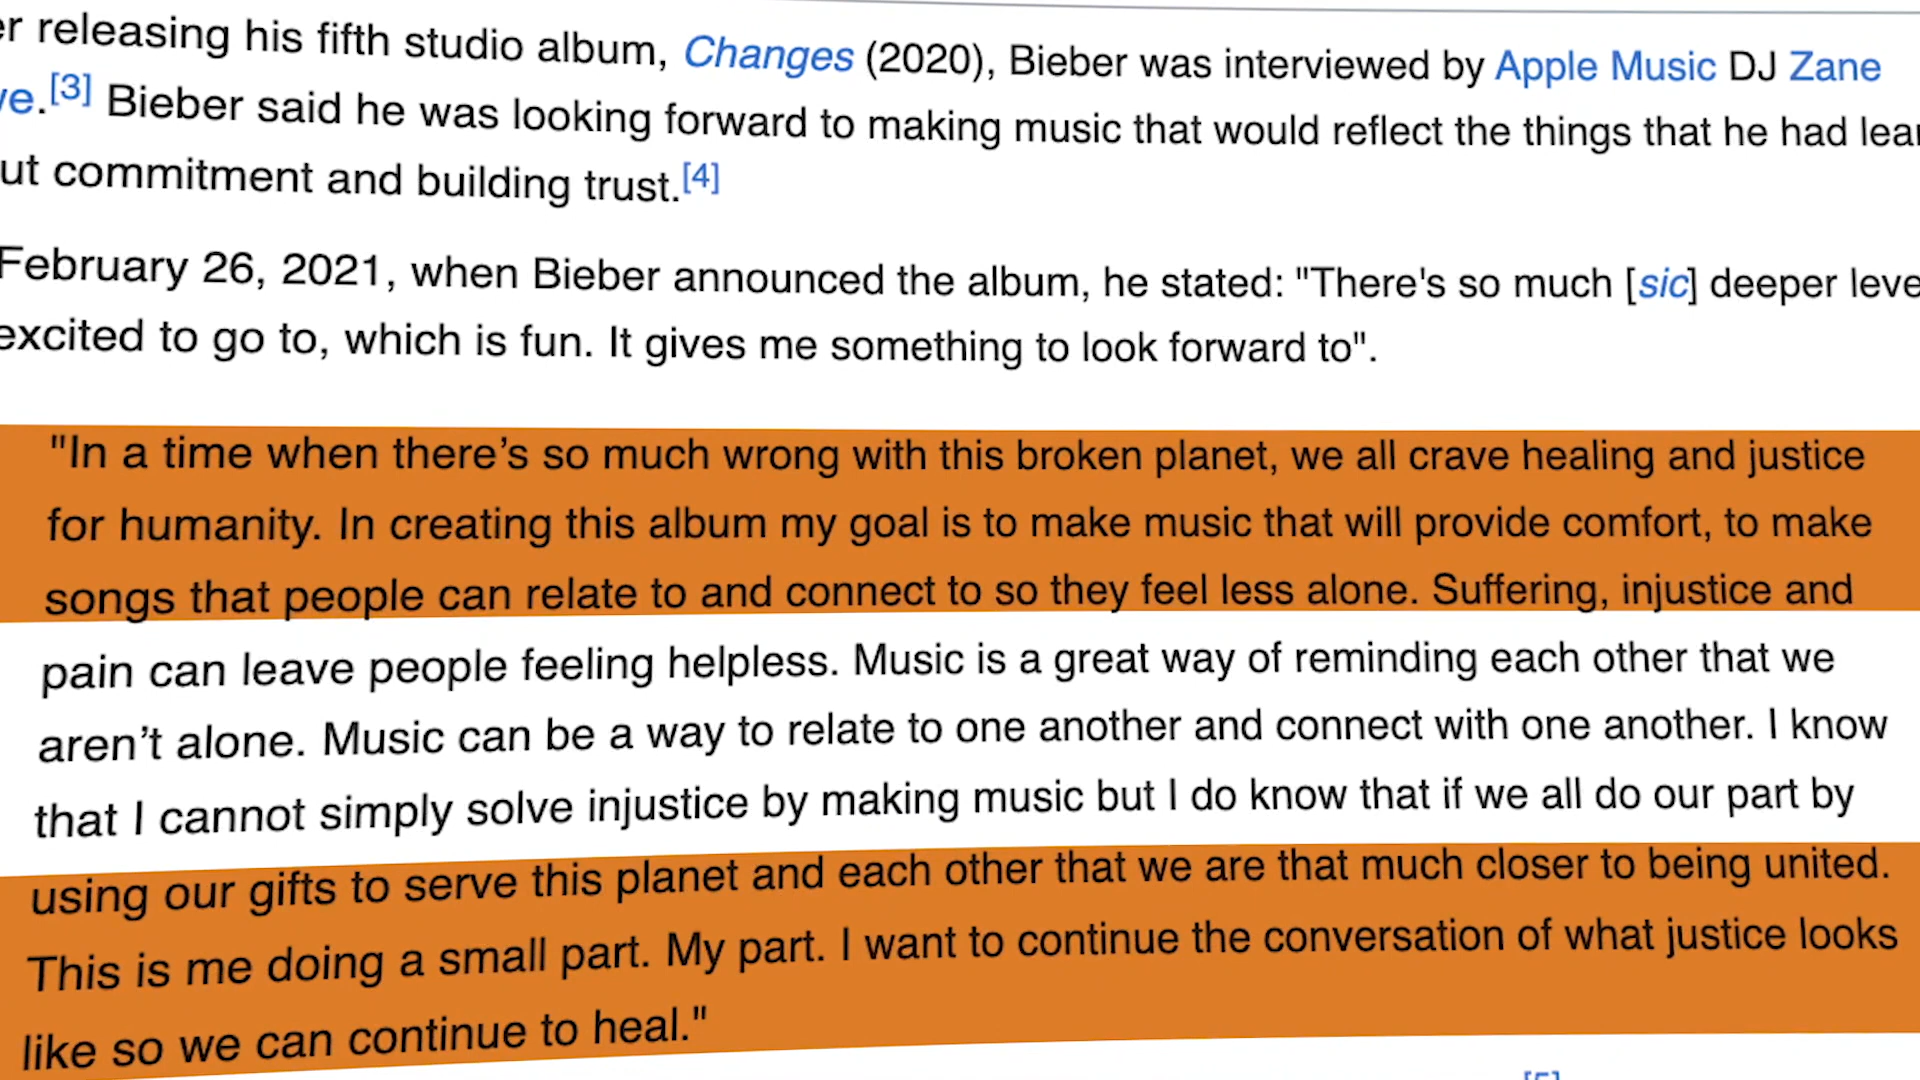 er releasing his fifth studio album, Changes (2020), Bieber was interviewed by Apple Music DJ Zane
ve.[3] Bieber said he was looking forward to making music that would reflect the things that he had lear
ut commitment and building trust.[4]
February 26, 2021, when Bieber announced the album, he stated: "There's so much [sic] deeper leve
excited to go to, which is fun. It gives me something to look forward to".
"In a time when there’s so much wrong with this broken planet, we all crave healing and justice
for humanity. In creating this album my goal is to make music that will provide comfort, to make
songs that people can relate to and connect to so they feel less alone. Suffering, injustice and
pain can leave people feeling helpless. Music is a great way of reminding each other that we
aren’t alone. Music can be a way to relate to one another and connect with one another. I know
that I cannot simply solve injustice by making music but I do know that if we all do our part by
using our gifts to serve this planet and each other that we are that much closer to being united.
This is me doing a small part. My part. I want to continue the conversation of what justice looks
like so we can continue to heal."
[5]